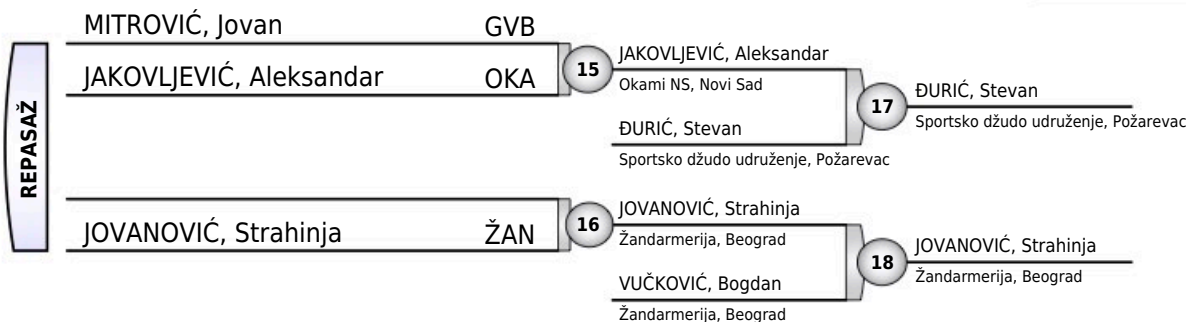 MITROVIĆ, Jovan GVB
JAKOVLJEVIĆ, Aleksandar OKA
15
JAKOVLJEVIĆ, Aleksandar
Okami NS, Novi Sad
ĐURIĆ, Stevan
Sportsko džudo udruženje, Požarevac
17
ĐURIĆ, Stevan
Sportsko džudo udruženje, Požarevac
REPASAŽ
JOVANOVIĆ, Strahinja ŽAN
16
JOVANOVIĆ, Strahinja
Žandarmerija, Beograd
VUČKOVIĆ, Bogdan
Žandarmerija, Beograd
18
JOVANOVIĆ, Strahinja
Žandarmerija, Beograd